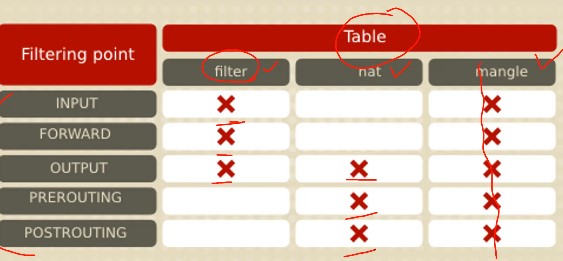 Filtering point
Table
filter
nat
mangle
INPUT
FORWARD
OUTPUT
PREROUTING
POSTROUTING